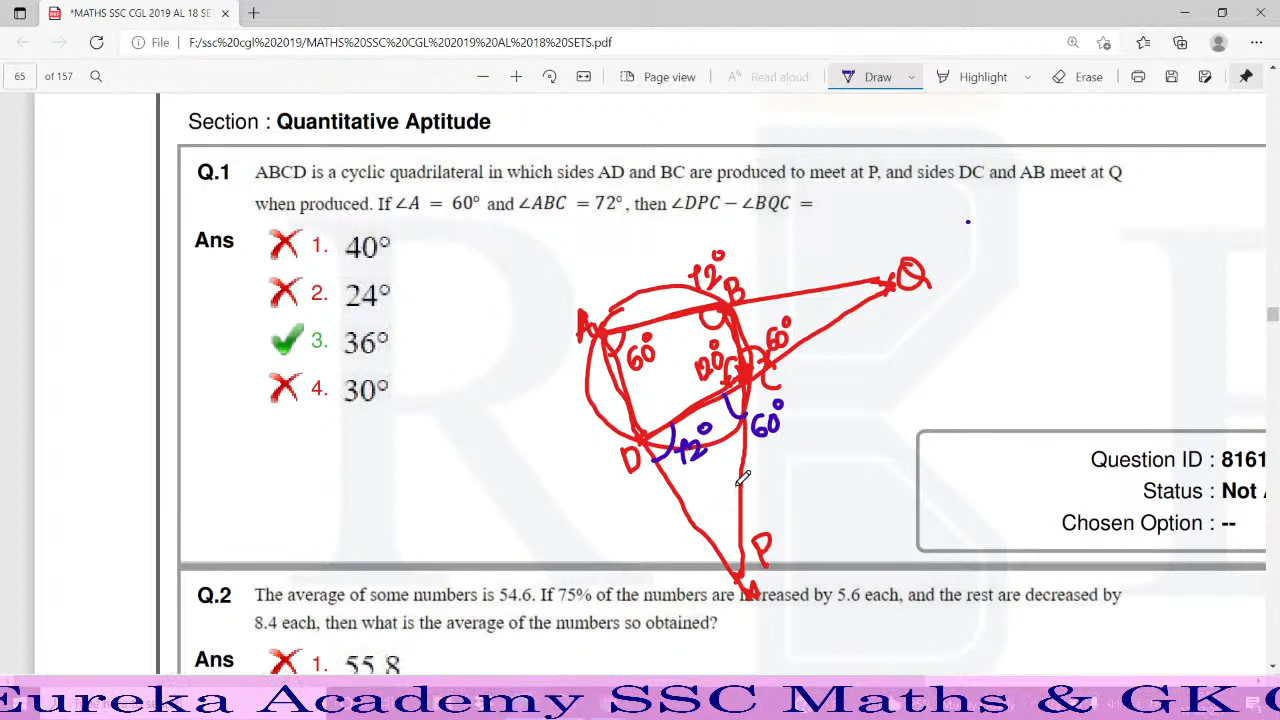 *MATHS SSC CGL 2019 AL 18 SE
File F:/ssc%20cgl%202019/MATHS%20SSC%20CGL%202019%20AL%2018%20SETS.pdf
65 of 157 Page view Read aloud Draw Highlight Erase
Section : Quantitative Aptitude
Q.1 ABCD is a cyclic quadrilateral in which sides AD and BC are produced to meet at P, and sides DC and AB meet at Q
when produced. If ∠A = 60° and ∠ABC = 72°, then ∠DPC − ∠BQC =
Ans
1. 40°
2. 24°
3. 36°
4. 30°
72°
B
Q
A
60°
120°
60°
C
D
72°
60°
P
Question ID : 8161
Status : Not
Chosen Option : --
Q.2 The average of some numbers is 54.6. If 75% of the numbers are increased by 5.6 each, and the rest are decreased by
8.4 each, then what is the average of the numbers so obtained?
Ans
1. 55.8
Eureka Academy SSC Maths & GK